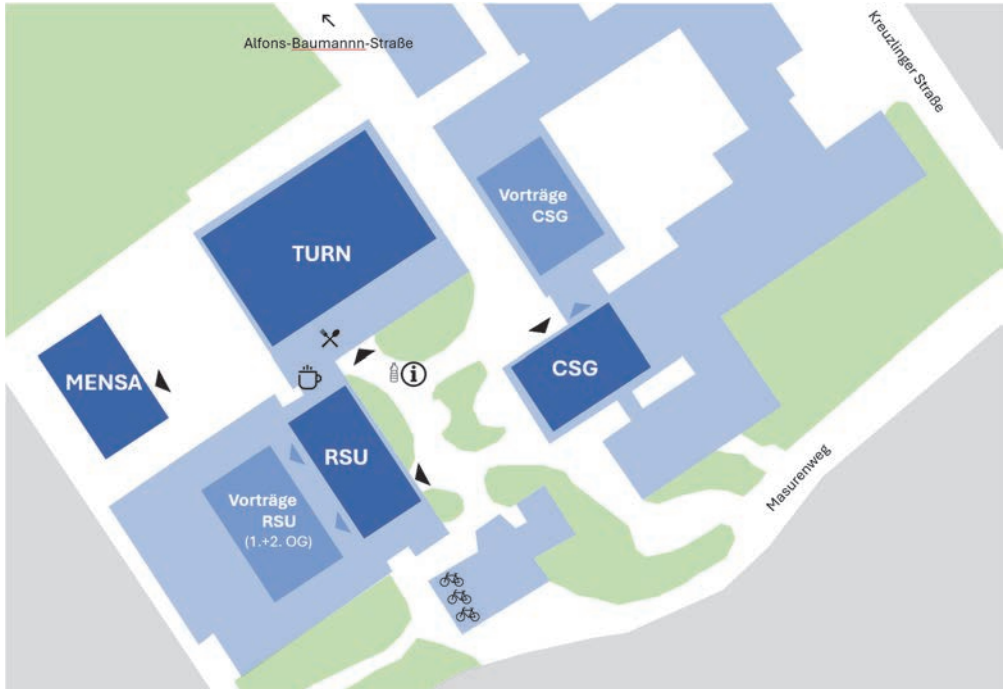 Alfons-Baumannn-Straße
Kreuzlinger Straße
Vorträge
CSG
TURN
MENSA
CSG
RSU
Vorträge
RSU
(1.+2. OG)
Masurenweg